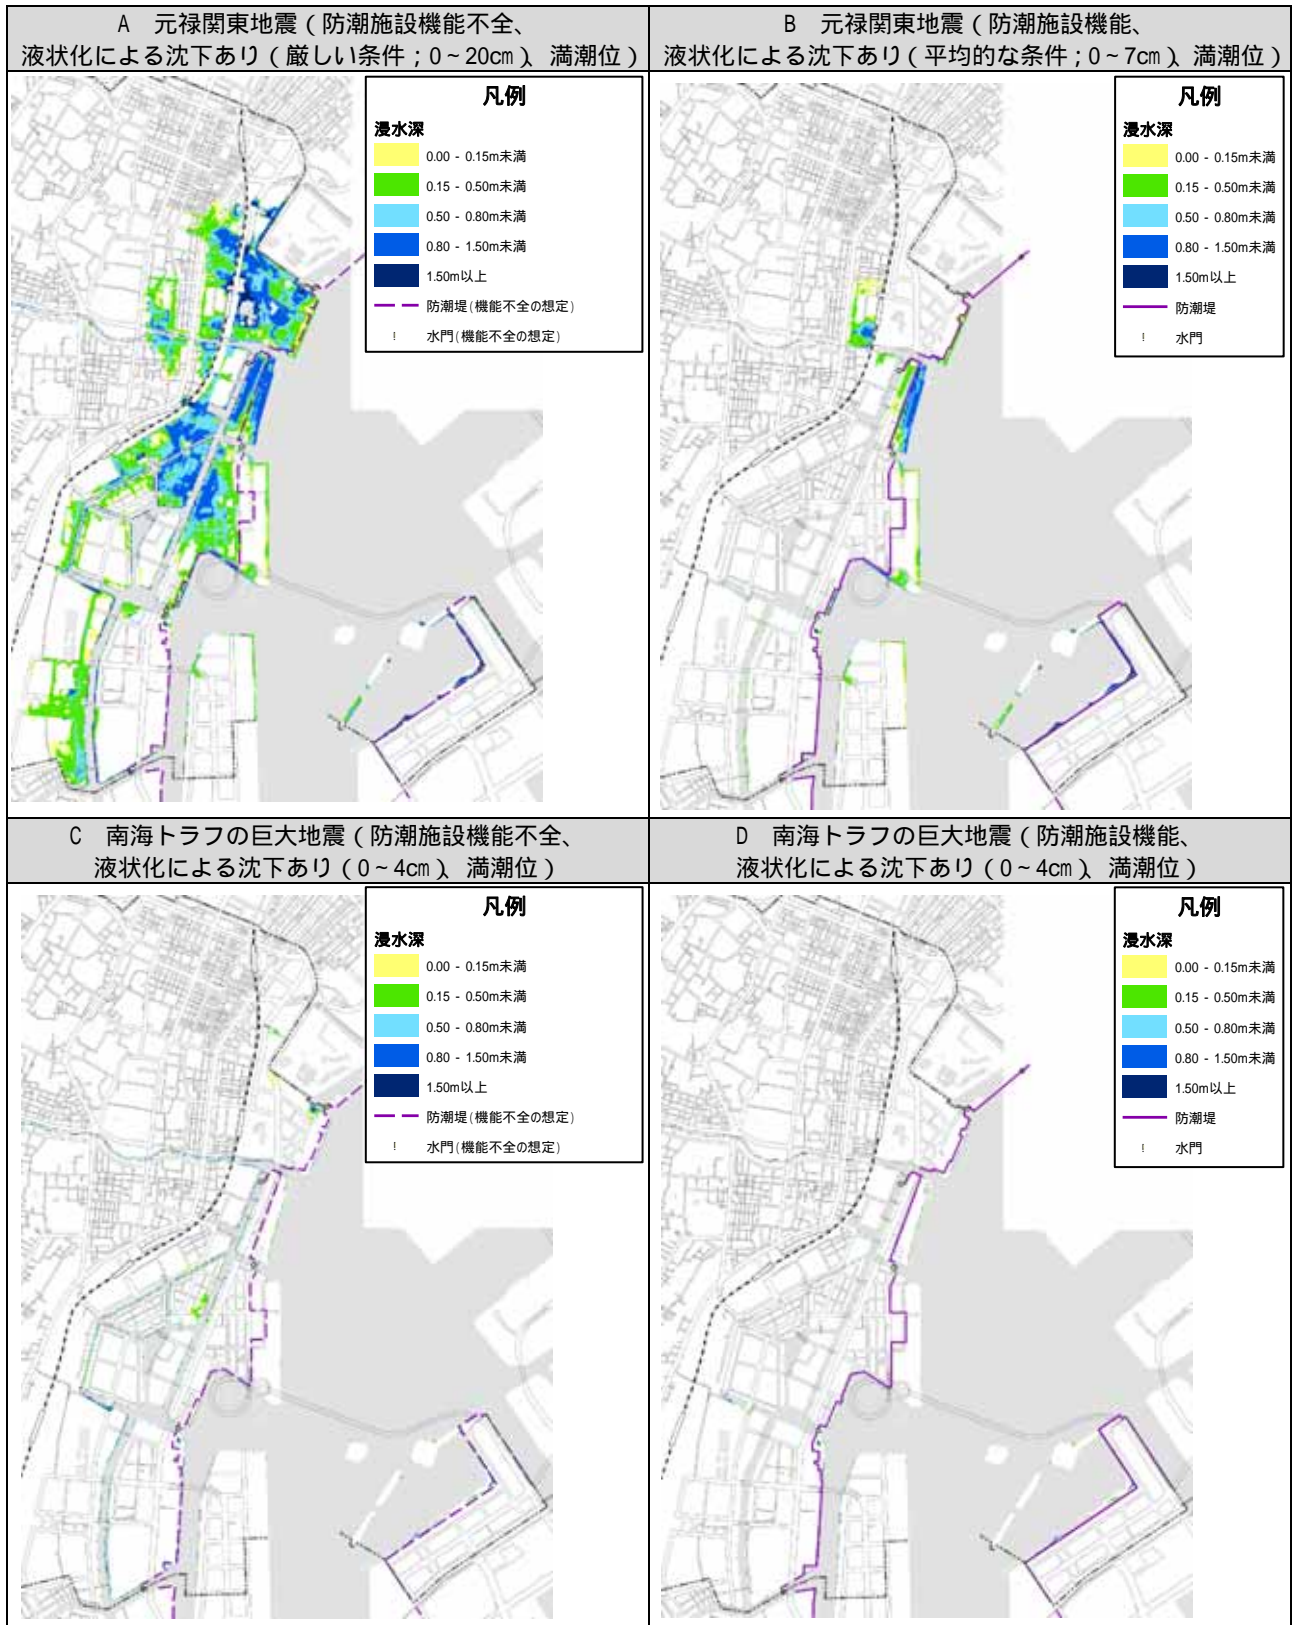 A 元禄関東地震（防潮施設機能不全、
液状化による沈下あり（厳しい条件；0～20㎝）、満潮位）
凡例
浸水深
0.00 - 0.15m未満
0.15 - 0.50m未満
0.50 - 0.80m未満
0.80 - 1.50m未満
1.50m以上
防潮堤(機能不全の想定)
! 水門(機能不全の想定)
B 元禄関東地震（防潮施設機能、
液状化による沈下あり（平均的な条件；0～7㎝）、満潮位）
凡例
浸水深
0.00 - 0.15m未満
0.15 - 0.50m未満
0.50 - 0.80m未満
0.80 - 1.50m未満
1.50m以上
防潮堤
! 水門
C 南海トラフの巨大地震（防潮施設機能不全、
液状化による沈下あり（0～4㎝）、満潮位）
凡例
浸水深
0.00 - 0.15m未満
0.15 - 0.50m未満
0.50 - 0.80m未満
0.80 - 1.50m未満
1.50m以上
防潮堤(機能不全の想定)
! 水門(機能不全の想定)
D 南海トラフの巨大地震（防潮施設機能、
液状化による沈下あり（0～4㎝）、満潮位）
凡例
浸水深
0.00 - 0.15m未満
0.15 - 0.50m未満
0.50 - 0.80m未満
0.80 - 1.50m未満
1.50m以上
防潮堤
! 水門